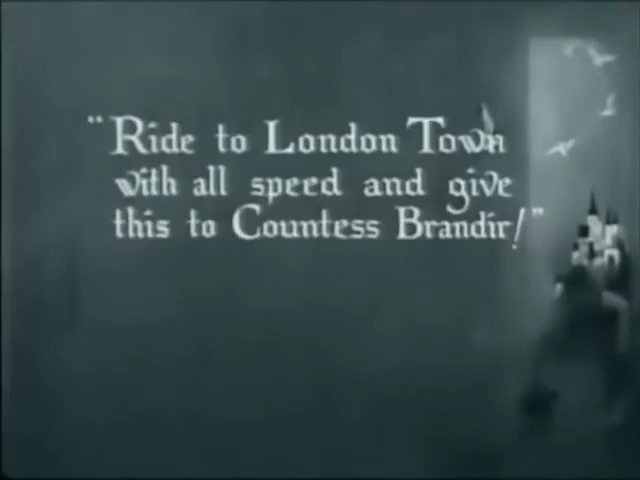 "Ride to London Town
with all speed and give
this to Countess Brandir!"